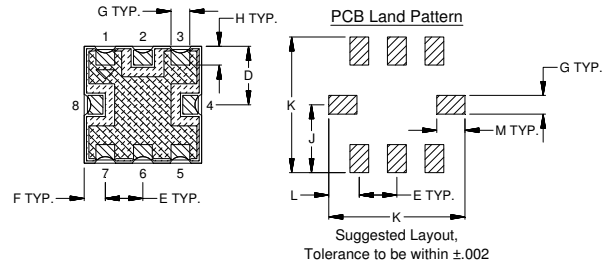 G TYP.
H TYP.
1 2 3
D
8
4
7 6 5
F TYP.
E TYP.
PCB Land Pattern
G TYP.
K
J
M TYP.
L
E TYP.
K
Suggested Layout,
Tolerance to be within ±.002